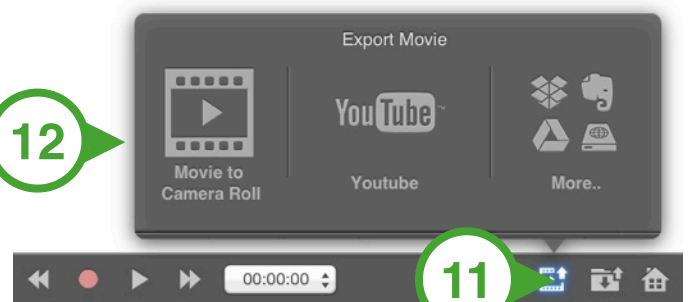 Export Movie
YouTube
12
Movie to
Camera Roll
Youtube
More..
00:00:00
11